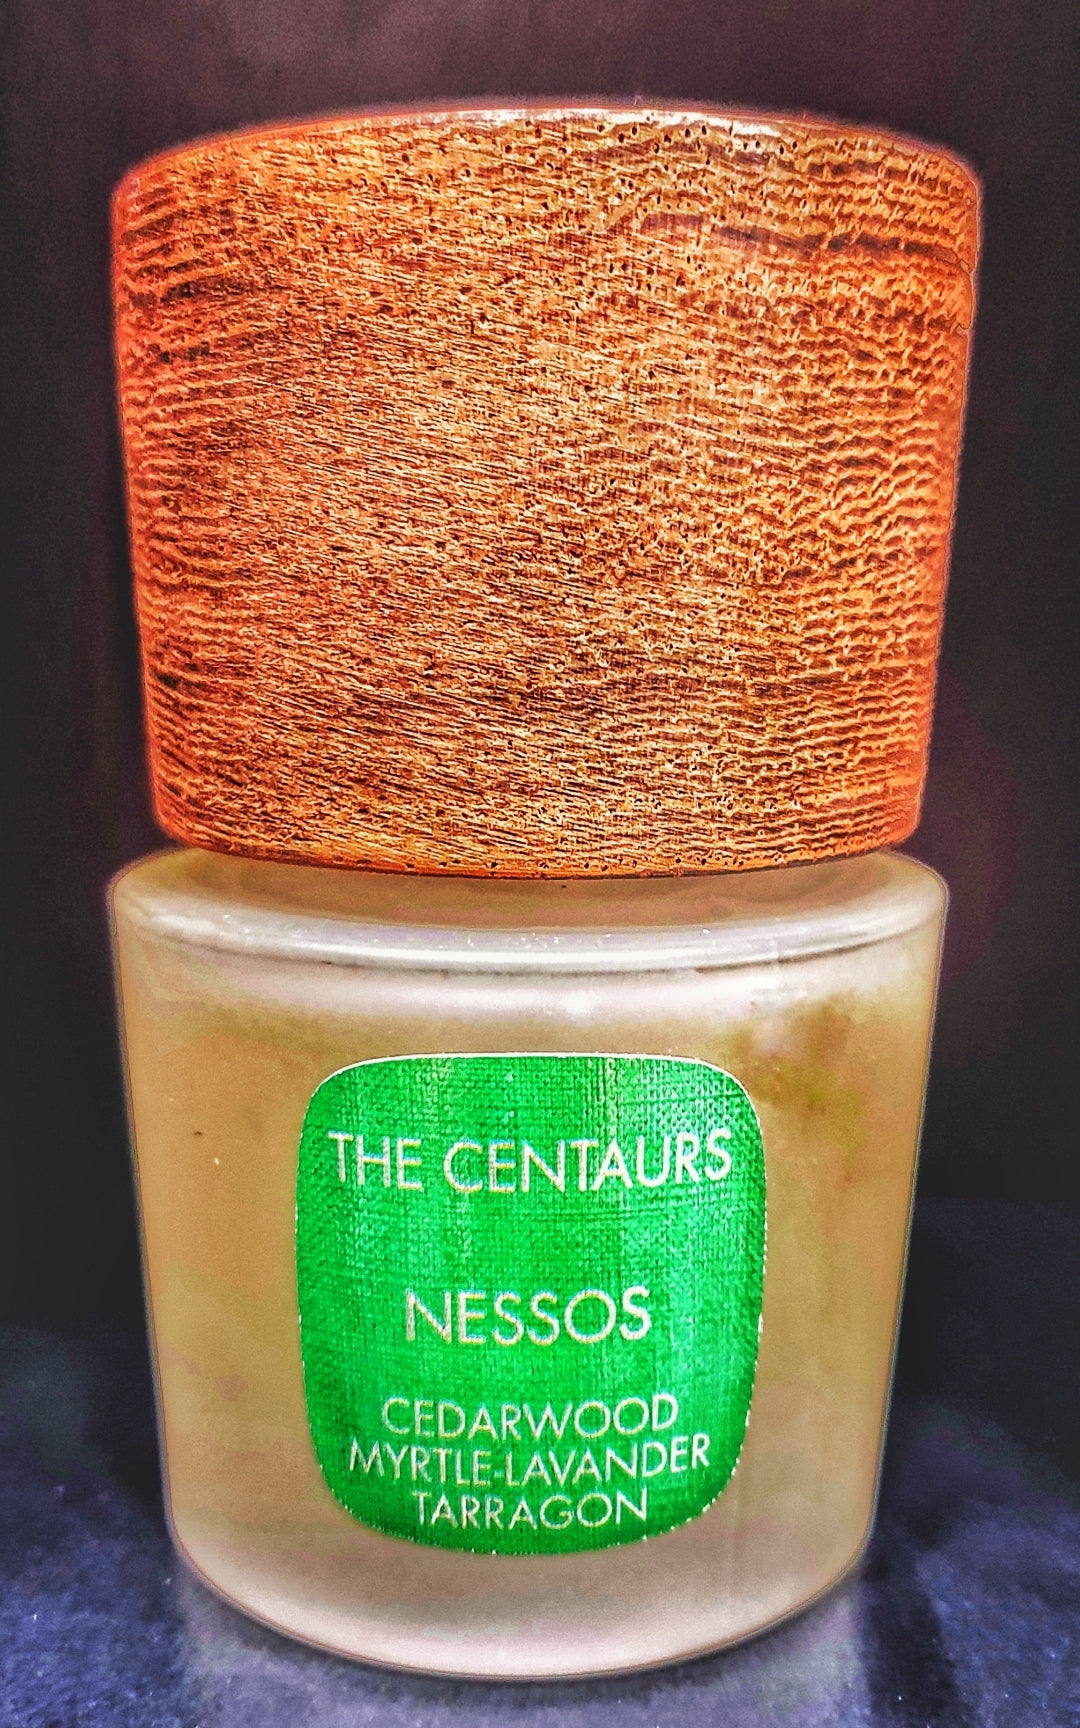 THE CENTAURS
NESSOS
CEDARWOOD
MYRTLE-LAVANDER
TARRAGON